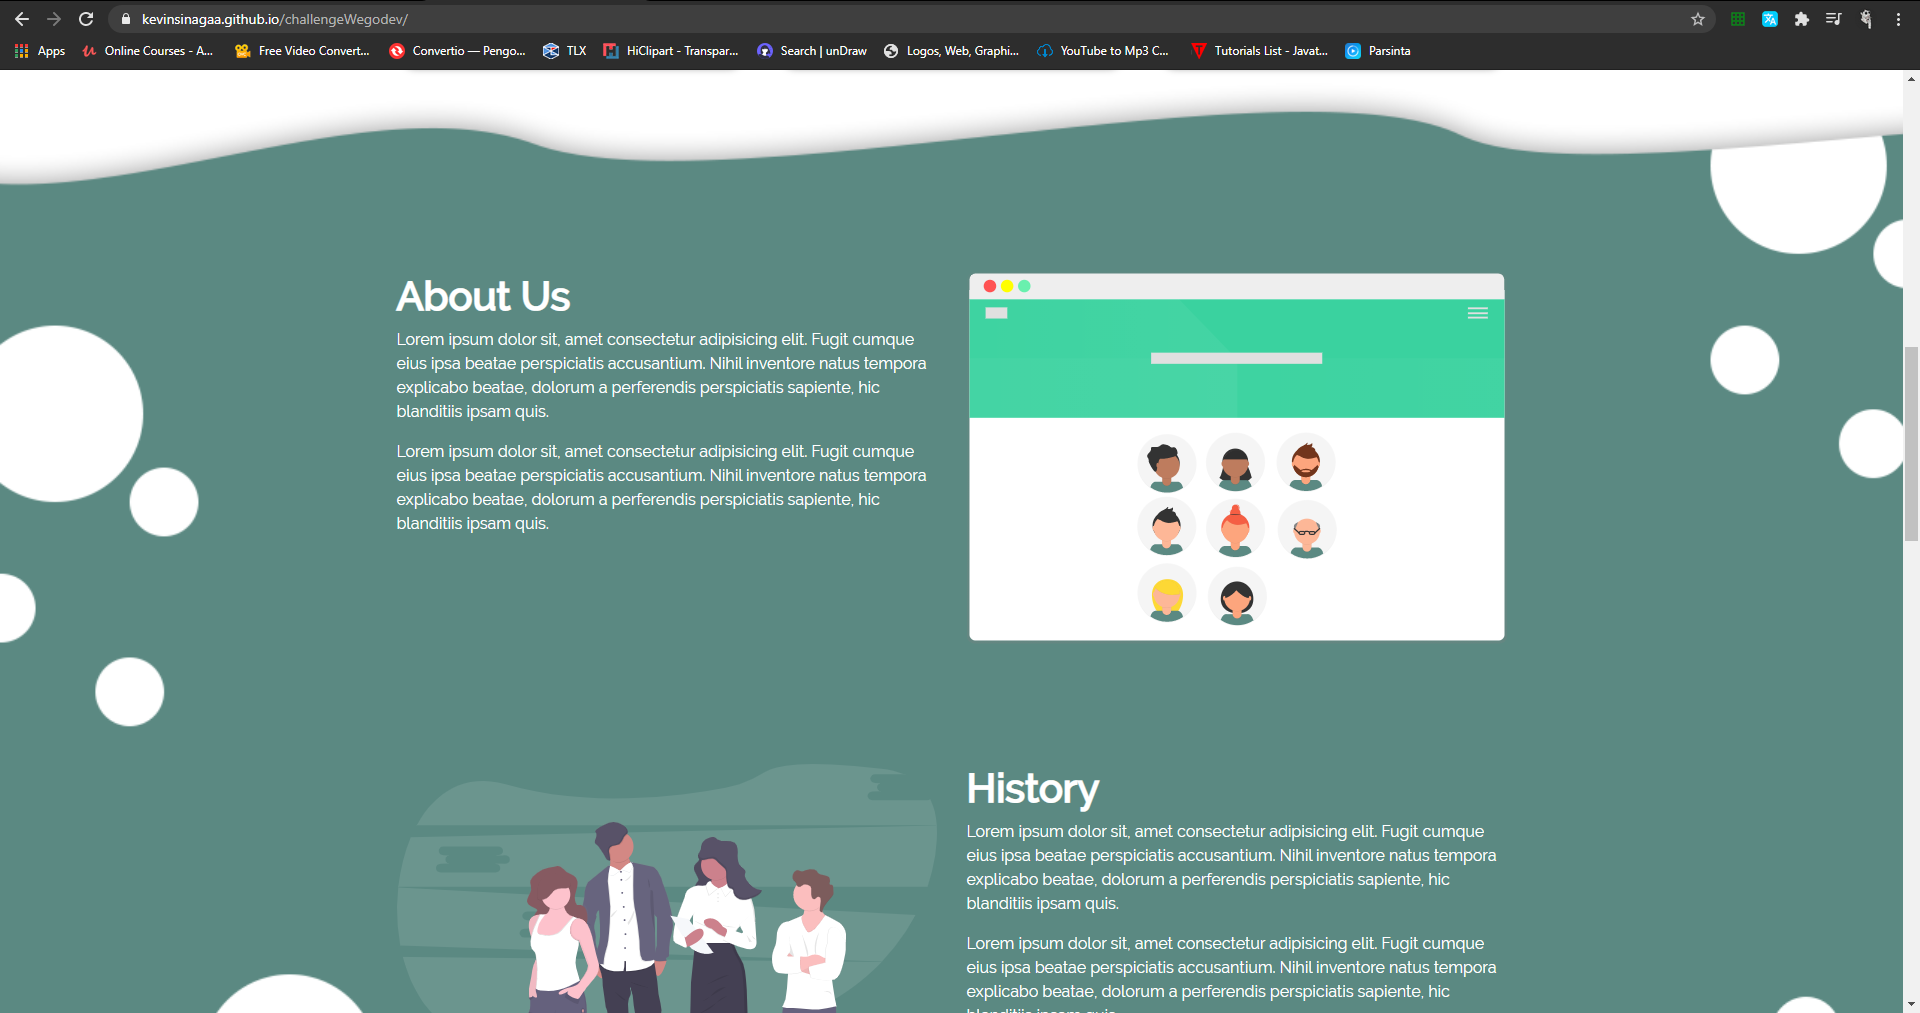 kevinsinagaa.github.io/challengeWegodev/
Apps Online Courses - A... Free Video Convert... Convertio — Pengo... TLX HiClipart - Transpar... Search | unDraw Logos, Web, Graphi... YouTube to Mp3 C... Tutorials List - Javat... Parsinta
About Us
Lorem ipsum dolor sit, amet consectetur adipisicing elit. Fugit cumque
eius ipsa beatae perspiciatis accusantium. Nihil inventore natus tempora
explicabo beatae, dolorum a perferendis perspiciatis sapiente, hic
blanditiis ipsam quis.
Lorem ipsum dolor sit, amet consectetur adipisicing elit. Fugit cumque
eius ipsa beatae perspiciatis accusantium. Nihil inventore natus tempora
explicabo beatae, dolorum a perferendis perspiciatis sapiente, hic
blanditiis ipsam quis.
History
Lorem ipsum dolor sit, amet consectetur adipisicing elit. Fugit cumque
eius ipsa beatae perspiciatis accusantium. Nihil inventore natus tempora
explicabo beatae, dolorum a perferendis perspiciatis sapiente, hic
blanditiis ipsam quis.
Lorem ipsum dolor sit, amet consectetur adipisicing elit. Fugit cumque
eius ipsa beatae perspiciatis accusantium. Nihil inventore natus tempora
explicabo beatae, dolorum a perferendis perspiciatis sapiente, hic
blanditiis ipsam quis.